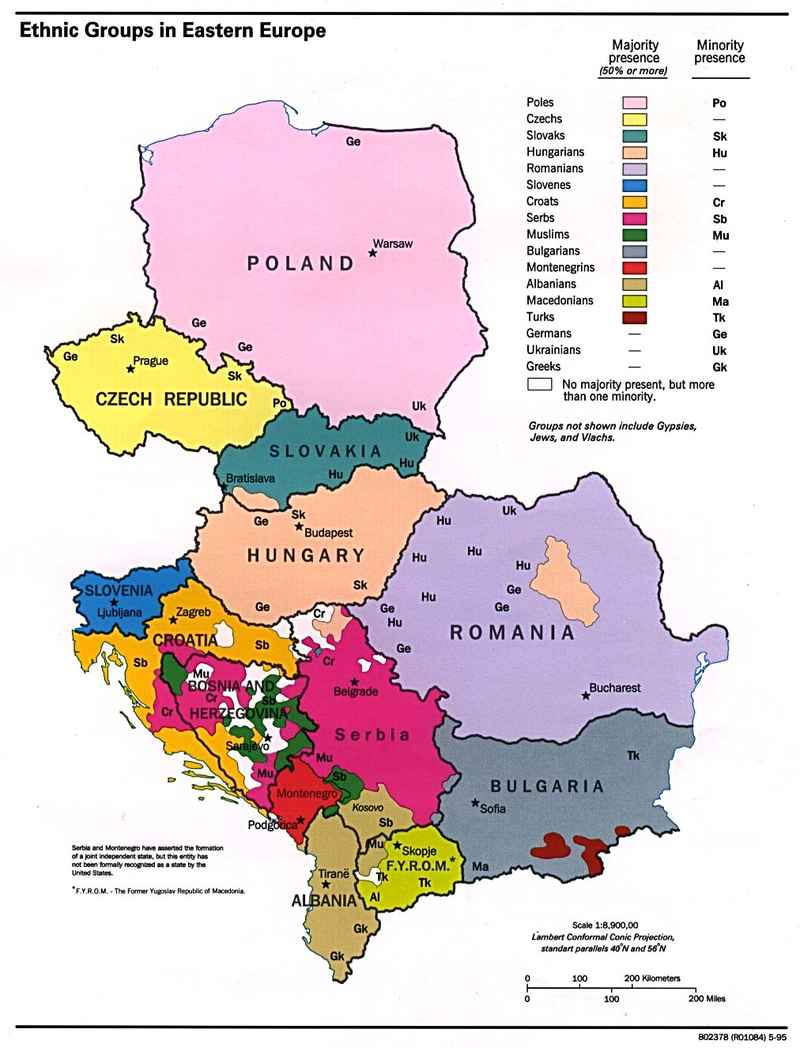 Ethnic Groups in Eastern Europe
Majority presence (50% or more)
Minority presence
Poles Po
Czechs —
Slovaks Sk
Hungarians Hu
Romanians —
Slovenes —
Croats Cr
Serbs Sb
Muslims Mu
Bulgarians —
Montenegrins —
Albanians Al
Macedonians Ma
Turks Tk
Germans — Ge
Ukrainians — Uk
Greeks — Gk
No majority present, but more
than one minority.
Groups not shown include Gypsies,
Jews, and Vlachs.
Ge
Warsaw
POLAND
Ge
Ge
Sk
Ge
Prague
Sk
CZECH REPUBLIC
Po
Uk
SLOVAKIA
Uk
Hu
Hu
Bratislava
Sk
Ge
Budapest
HUNGARY
Sk
Ge
Uk
Hu
Hu
Hu
Hu
Hu
Ge
Ge
Ge
Hu
Ge
ROMANIA
Bucharest
SLOVENIA
Ljubljana
Zagreb
CROATIA
Cr
Sb
Sb
Cr
Mu
BOSNIA AND
Cr
Sb
HERZEGOVINA
Cr
Belgrade
Serbia
Sarajevo
Mu
Mu
Sb
Montenegro
Kosovo
Podgorica
Sb
Tk
BULGARIA
Sofia
Mu
Skopje
F.Y.R.O.M.*
Tk
Tk
Al
Ma
Tiranë
ALBANIA
Gk
Gk
Serbia and Montenegro have asserted the formation
of a joint independent state, but this entity has
not been formally recognized as a state by the
United States.
*F.Y.R.O.M. - The Former Yugoslav Republic of Macedonia.
Scale 1:8,900,00
Lambert Conformal Conic Projection,
standart parallels 40°N and 56°N
0 100 200 Kilometers
0 100 200 Miles
802378 (R01084) 5-95